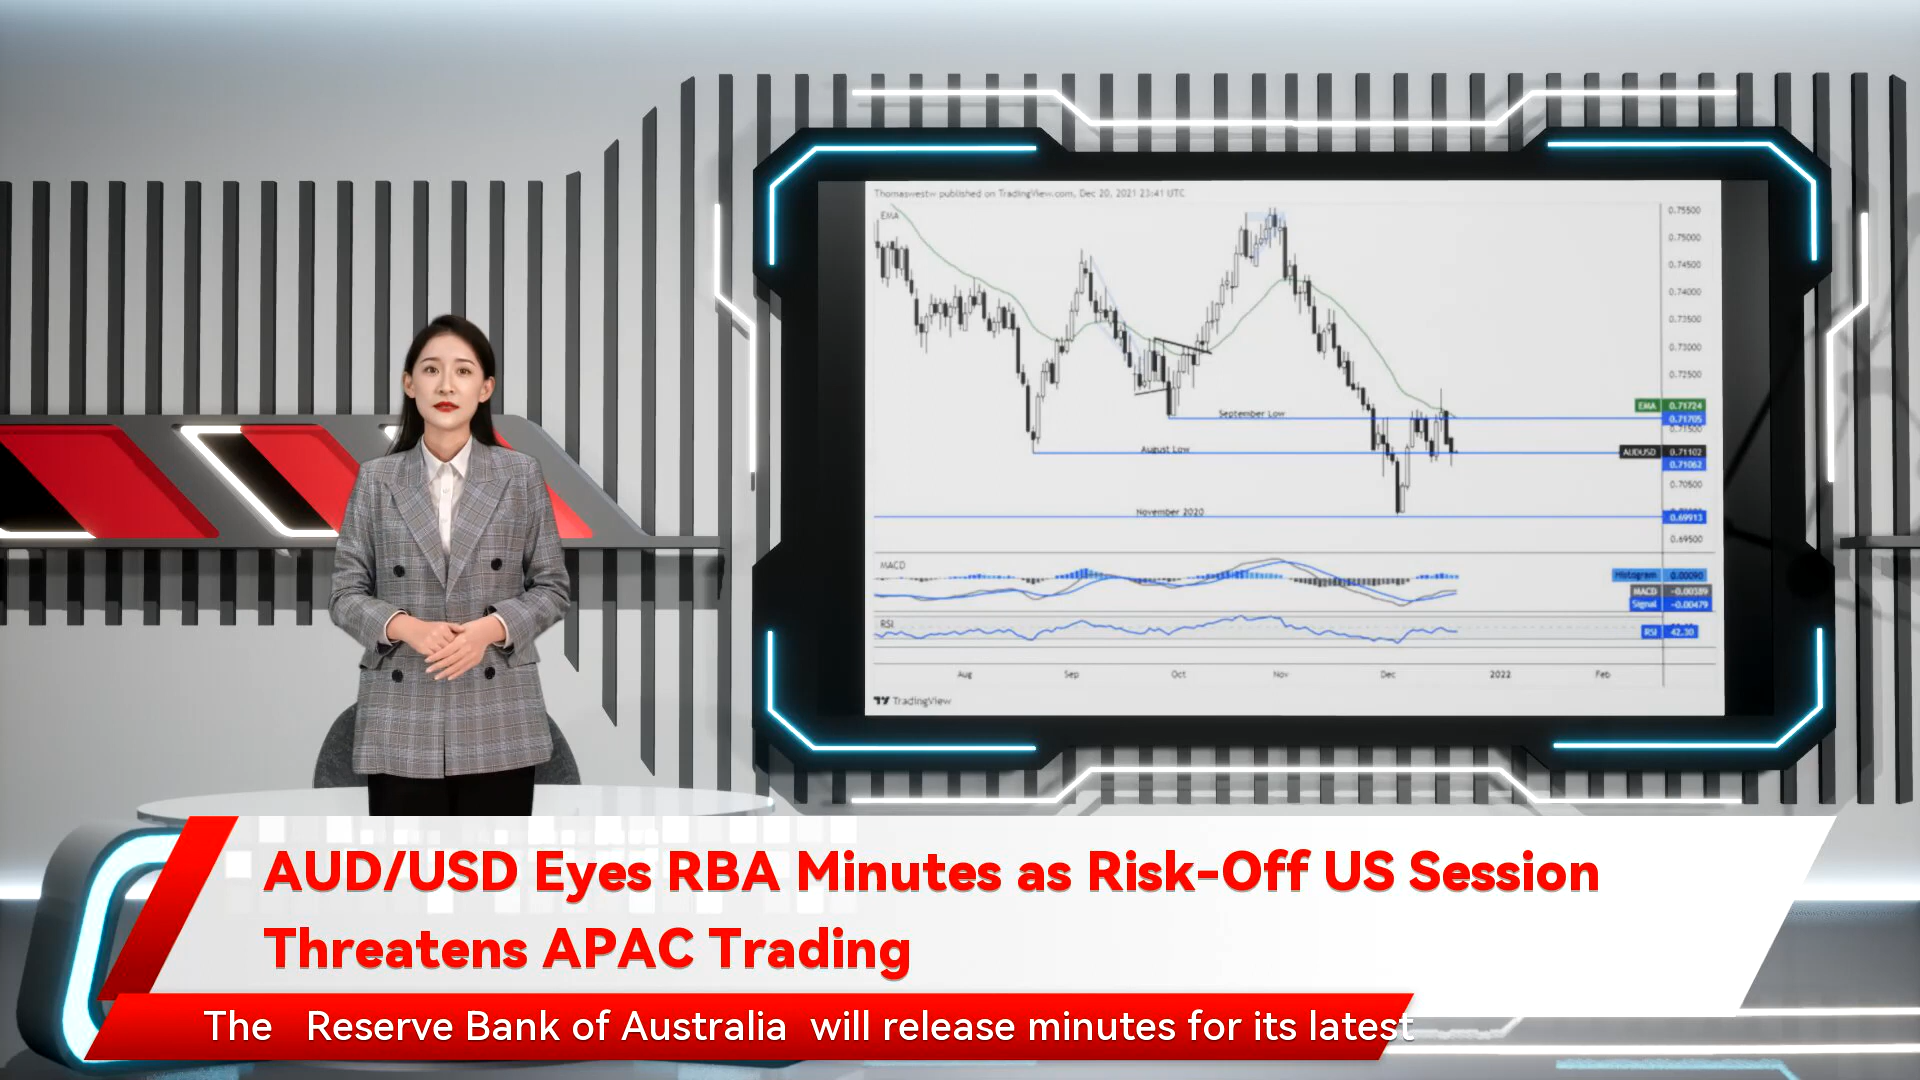 Thomaswestw published on TradingView.com, Dec 20, 2021 23:41 UTC
EMA
0.75500
0.75000
0.74500
0.74000
0.73500
0.73000
0.72500
EMA 0.71724
0.71705
0.71500
September Low
August Low
AUDUSD 0.71102
0.71062
0.70500
November 2020
0.69913
0.69500
MACD
Histogram 0.00090
MACD -0.00389
Signal -0.00479
RSI
RSI 42.30
Aug Sep Oct Nov Dec 2022 Feb
TradingView
AUD/USD Eyes RBA Minutes as Risk-Off US Session
Threatens APAC Trading
The Reserve Bank of Australia will release minutes for its latest